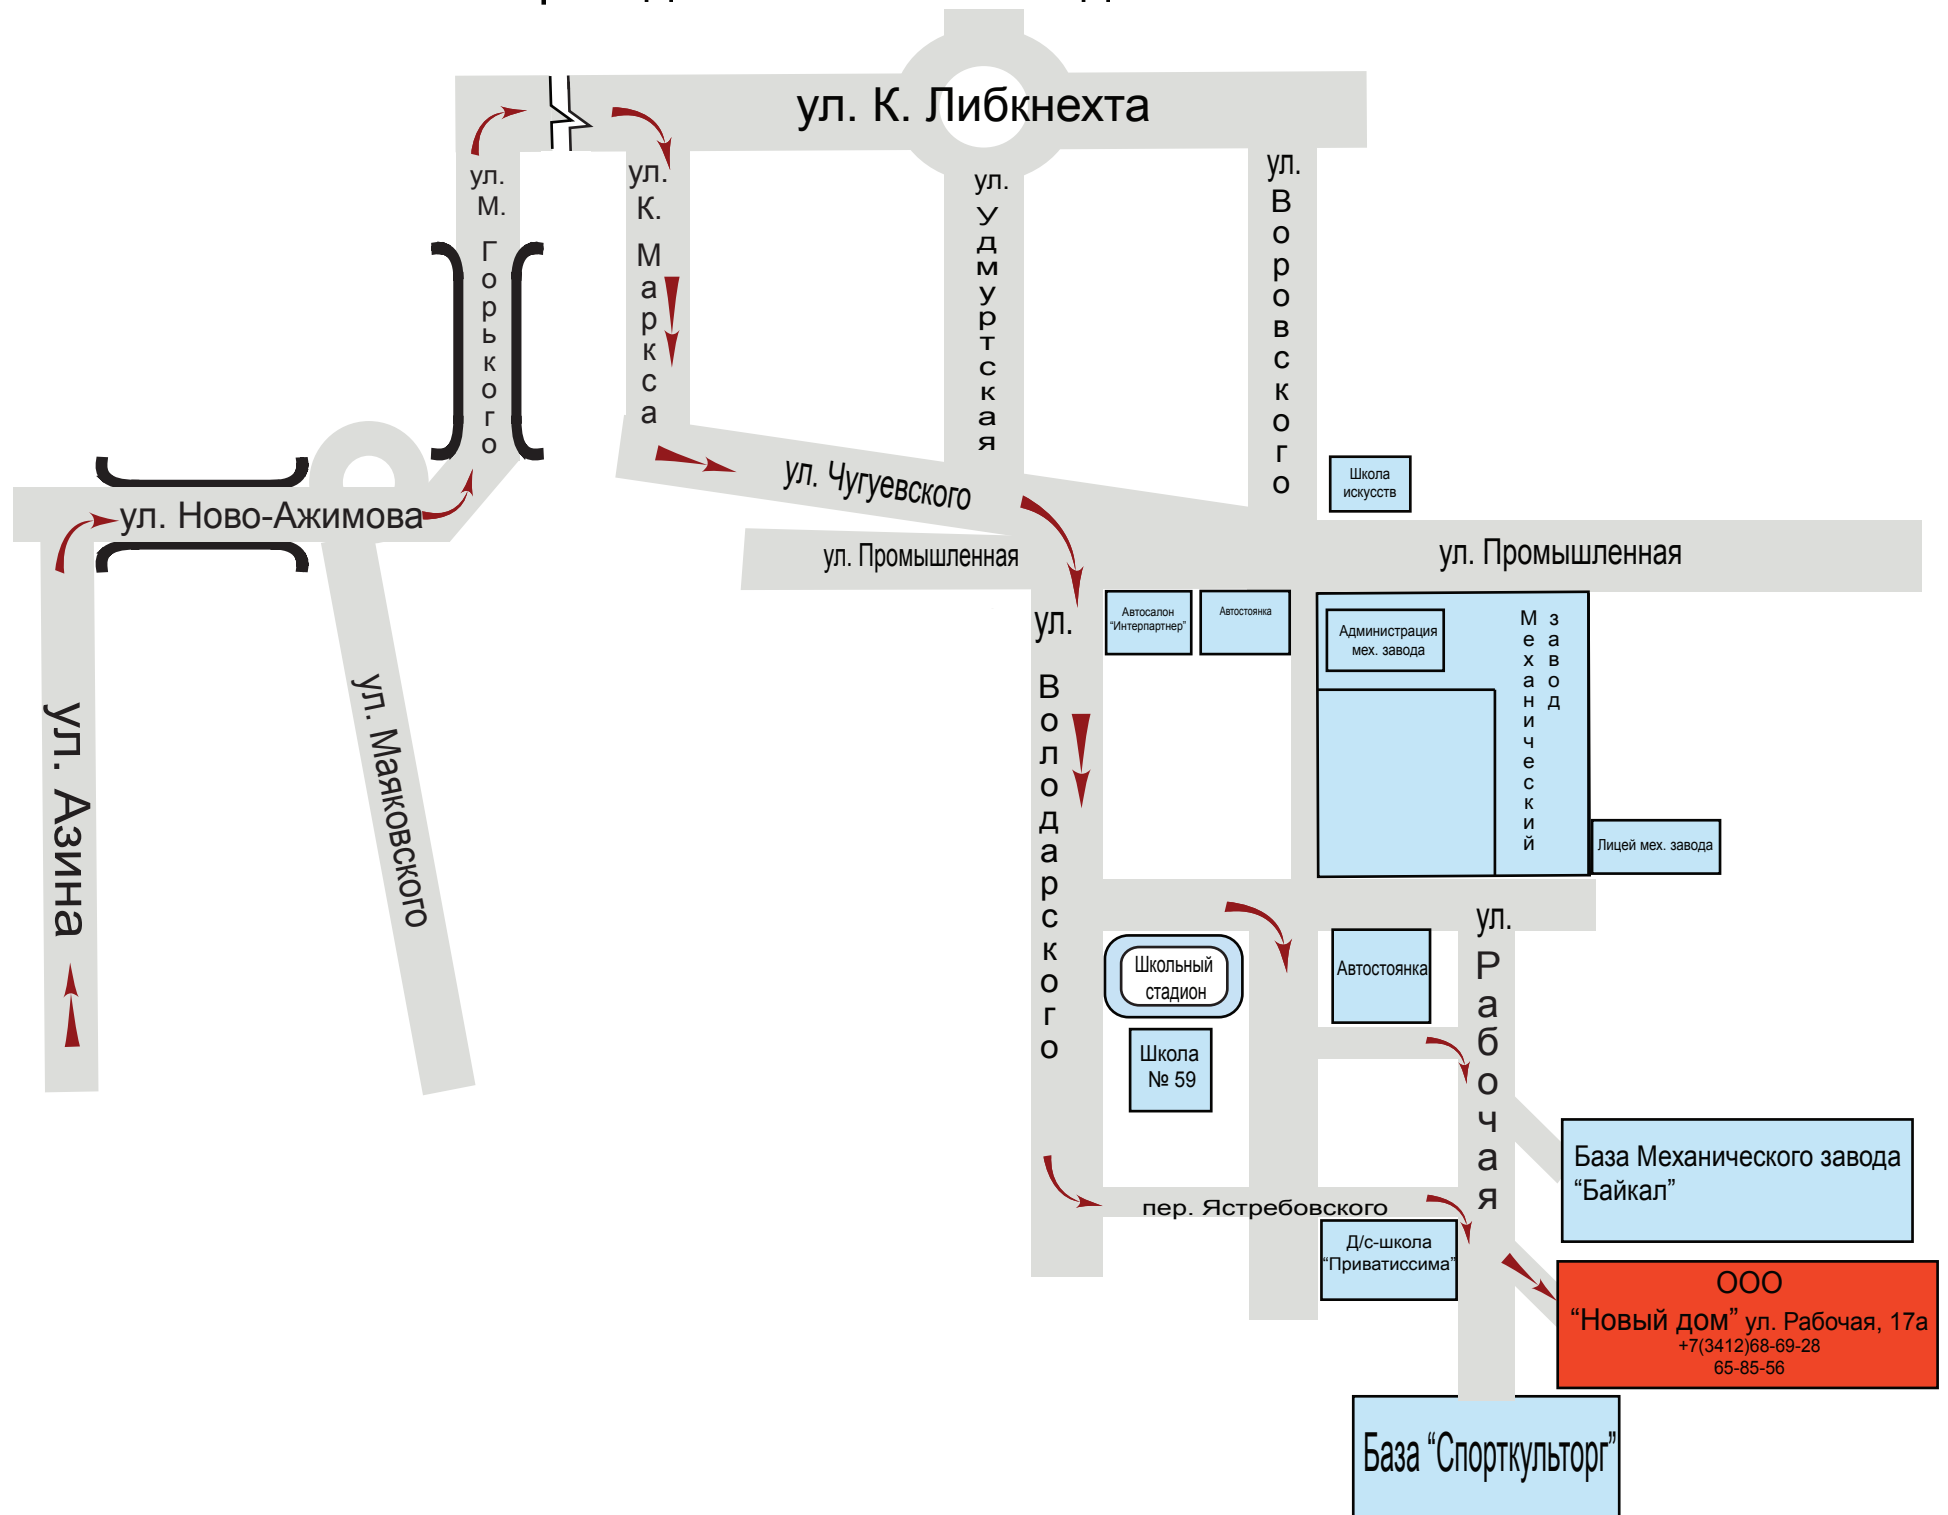 ул. К. Либкнехта
ул. М. Горького
ул. К. Маркса
ул. Удмуртская
ул. Воровского
Школа
искусств
ул. Чугуевского
ул. Ново-Ажимова
ул. Промышленная
ул. Промышленная
ул. Азина
ул. Маяковского
ул. Володарского
Автосалон
“Интерпартнер”
Автостоянка
Администрация
мех. завода
Механический
завод
Лицей мех. завода
ул. Рабочая
Школьный
стадион
Автостоянка
Школа
№ 59
База Механического завода
“Байкал”
пер. Ястребовского
Д/с-школа
“Приватиссима”
ООО
“Новый дом” ул. Рабочая, 17а
+7(3412)68-69-28
65-85-56
База “Спорткульторг”